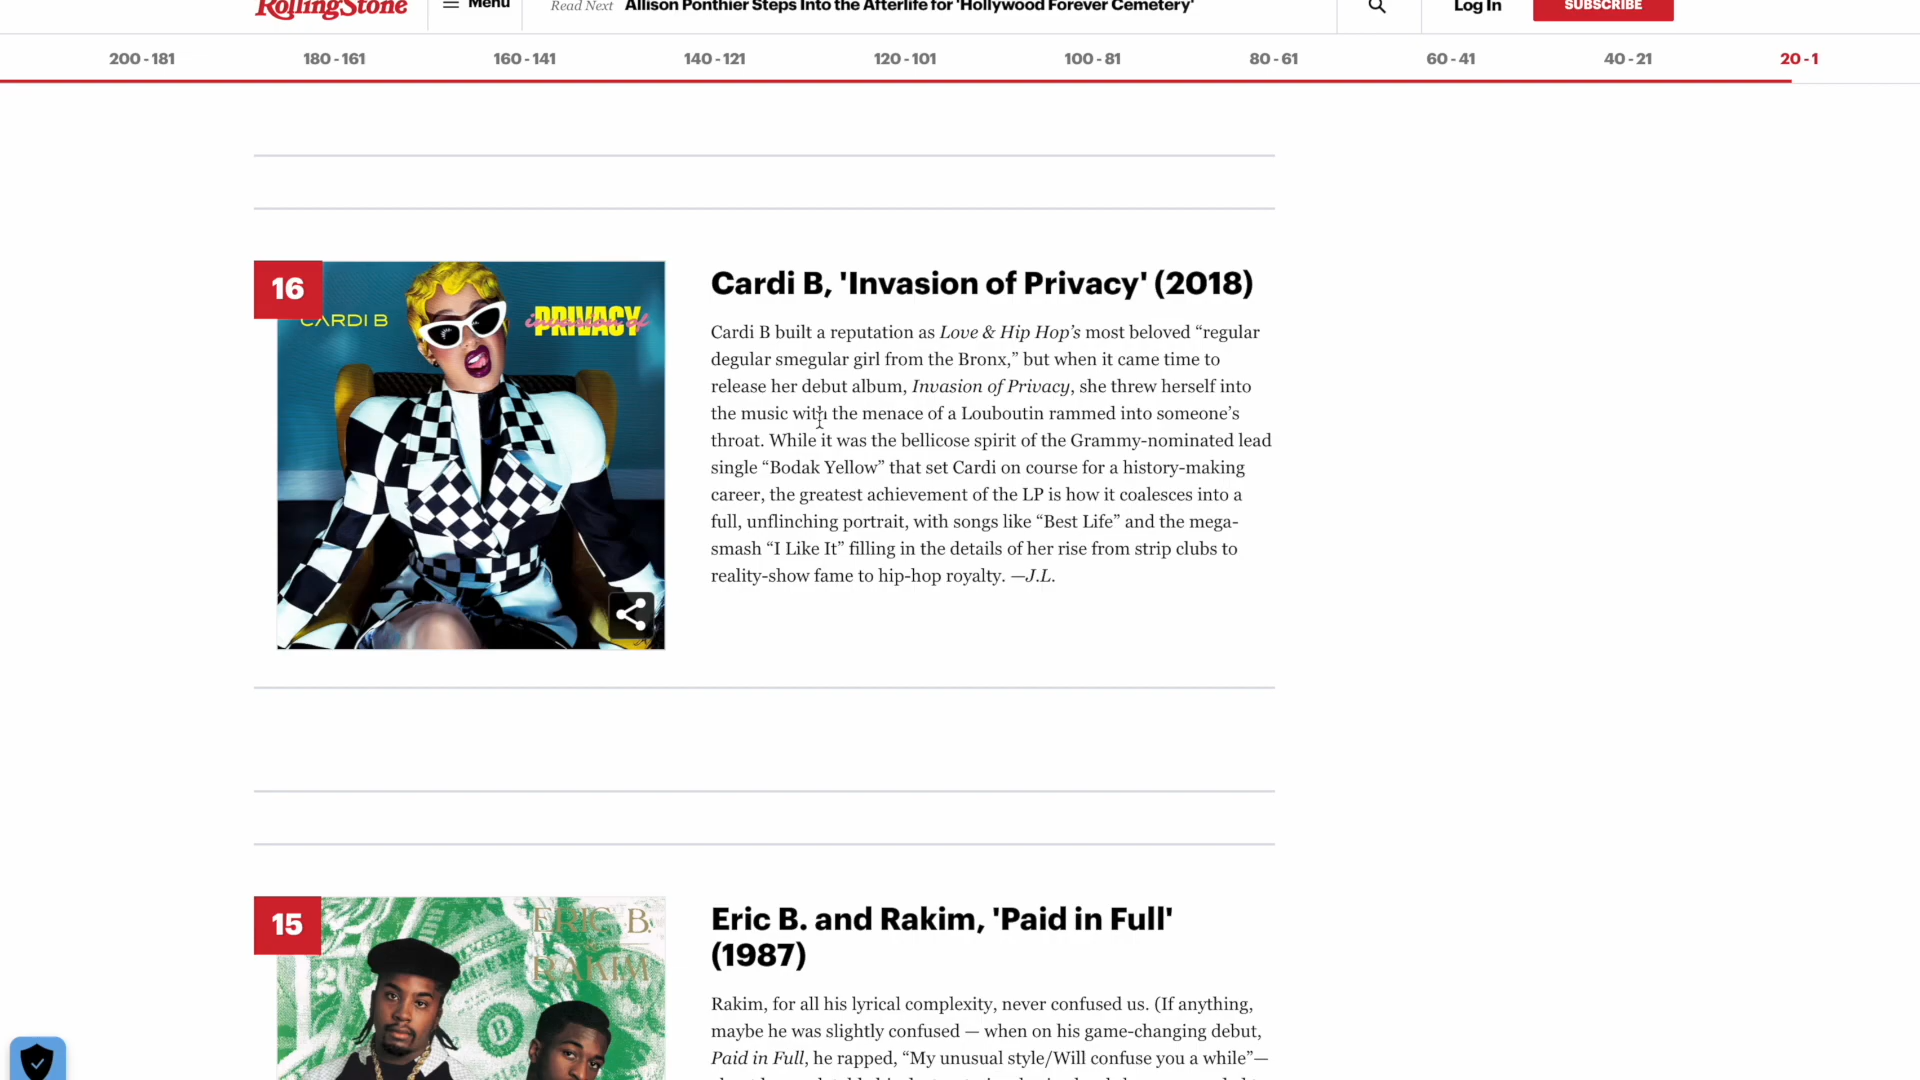 RollingStone
Menu
Read Next Allison Ponthier Steps Into the Afterlife for 'Hollywood Forever Cemetery'
Log In
SUBSCRIBE
200 - 181
180 - 161
160 - 141
140 - 121
120 - 101
100 - 81
80 - 61
60 - 41
40 - 21
20 - 1
16
CARDI B
invasion of
PRIVACY
Cardi B, 'Invasion of Privacy' (2018)
Cardi B built a reputation as Love & Hip Hop’s most beloved “regular
degular smegular girl from the Bronx,” but when it came time to
release her debut album, Invasion of Privacy, she threw herself into
the music with the menace of a Louboutin rammed into someone’s
throat. While it was the bellicose spirit of the Grammy-nominated lead
single “Bodak Yellow” that set Cardi on course for a history-making
career, the greatest achievement of the LP is how it coalesces into a
full, unflinching portrait, with songs like “Best Life” and the mega-
smash “I Like It” filling in the details of her rise from strip clubs to
reality-show fame to hip-hop royalty. —J.L.
15
ERIC B.
RAKIM
Eric B. and Rakim, 'Paid in Full'
(1987)
Rakim, for all his lyrical complexity, never confused us. (If anything,
maybe he was slightly confused — when on his game-changing debut,
Paid in Full, he rapped, “My unusual style/Will confuse you a while”—